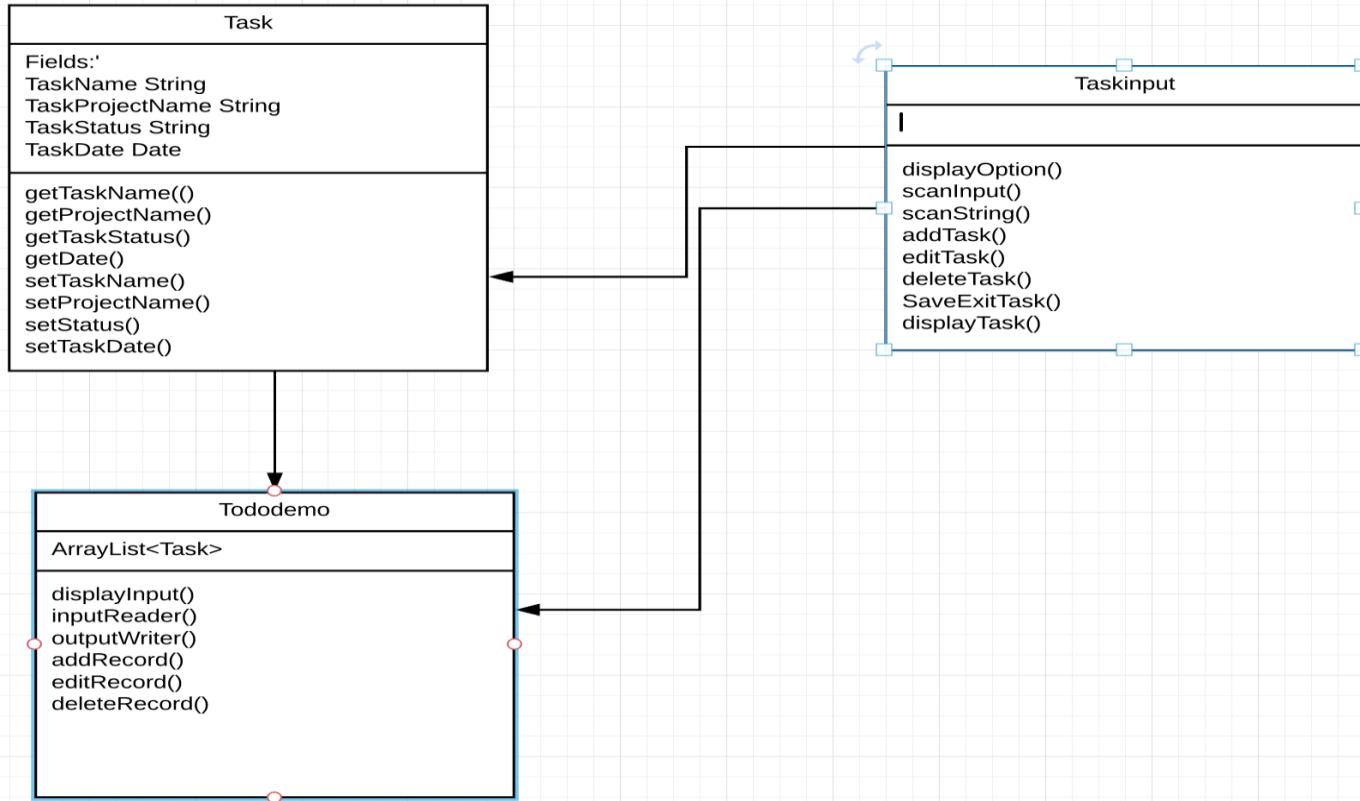 Task
Fields:'
TaskName String
TaskProjectName String
TaskStatus String
TaskDate Date
getTaskName(()
getProjectName()
getTaskStatus()
getDate()
setTaskName()
setProjectName()
setStatus()
setTaskDate()
Taskinput
displayOption()
scanInput()
scanString()
addTask()
editTask()
deleteTask()
SaveExitTask()
displayTask()
Tododemo
ArrayList<Task>
displayInput()
inputReader()
outputWriter()
addRecord()
editRecord()
deleteRecord()